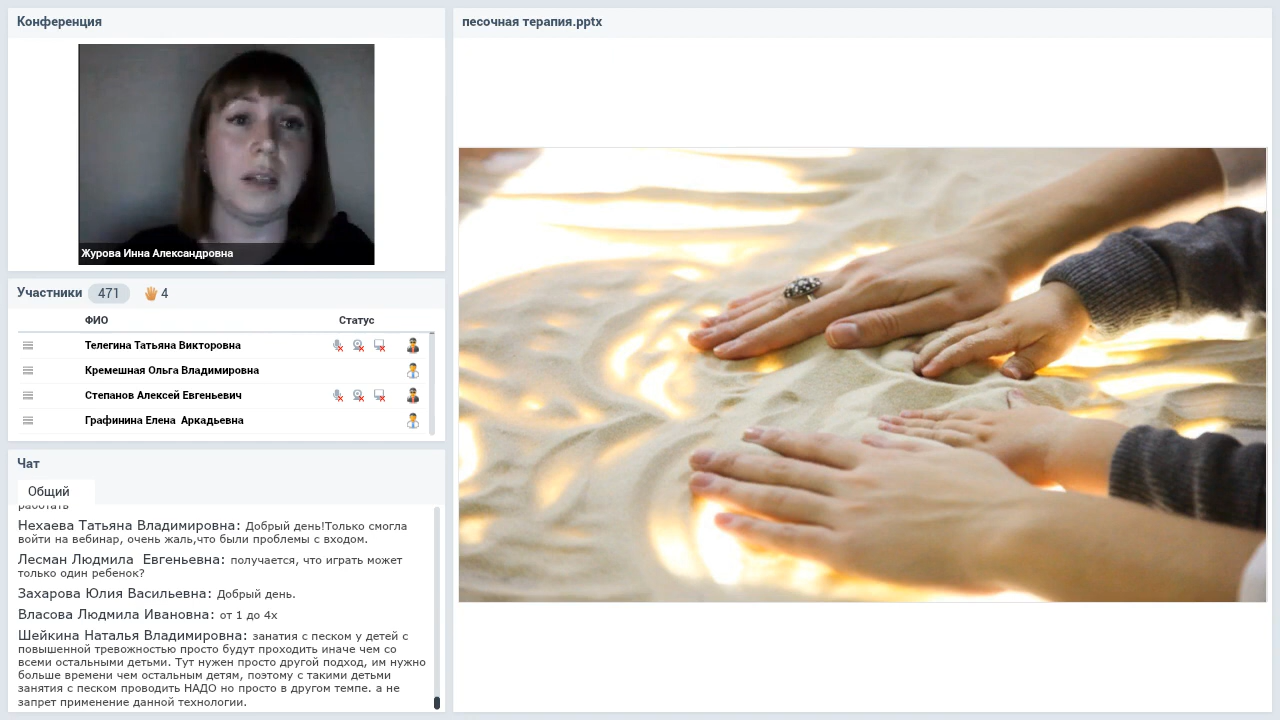 Конференция
Журова Инна Александровна
Участники 471 4
ФИО Статус
Телегина Татьяна Викторовна
Кремешная Ольга Владимировна
Степанов Алексей Евгеньевич
Графинина Елена Аркадьевна
Чат
Общий
работать
Нехаева Татьяна Владимировна: Добрый день!Только смогла
войти на вебинар, очень жаль,что были проблемы с входом.
Лесман Людмила Евгеньевна: получается, что играть может
только один ребенок?
Захарова Юлия Васильевна: Добрый день.
Власова Людмила Ивановна: от 1 до 4х
Шейкина Наталья Владимировна: занатия с песком у детей с
повышенной тревожностью просто будут проходить иначе чем со
всеми остальными детьми. Тут нужен просто другой подход, им нужно
больше времени чем остальным детям, поэтому с такими детьми
занятия с песком проводить НАДО но просто в другом темпе. а не
запрет применение данной технологии.
песочная терапия.pptx